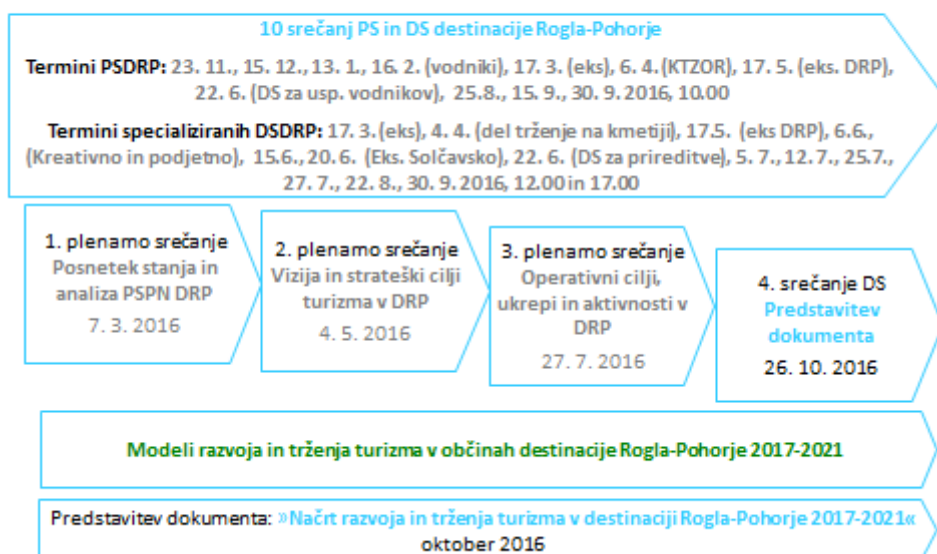 10 srečanj PS in DS destinacije Rogla-Pohorje
Termini PSDRP: 23. 11., 15. 12., 13. 1., 16. 2. (vodniki), 17. 3. (eks), 6. 4. (KTZOR), 17. 5. (eks. DRP),
22. 6. (DS za usp. vodnikov), 25.8., 15. 9., 30. 9. 2016, 10.00
Termini specializiranih DSDRP: 17. 3. (eks), 4. 4. (del trženje na kmetiji), 17.5. (eks DRP), 6.6.,
(Kreativno in podjetno), 15.6., 20. 6. (Eks. Solčavsko), 22. 6. (DS za prireditve), 5. 7., 12.7., 25.7.,
27. 7., 22. 8., 30. 9. 2016, 12.00 in 17.00
1. plenarno srečanje
Posnetek stanja in
analiza PSPN DRP
7. 3. 2016
2. plenarno srečanje
Vizija in strateški cilji
turizma v DRP
4. 5. 2016
3. plenarno srečanje
Operativni cilji,
ukrepi in aktivnosti v
DRP
27. 7. 2016
4. srečanje DS
Predstavitev
dokumenta
26. 10. 2016
Modeli razvoja in trženja turizma v občinah destinacije Rogla-Pohorje 2017-2021
Predstavitev dokumenta: »Načrt razvoja in trženja turizma v destinaciji Rogla-Pohorje 2017-2021«
oktober 2016